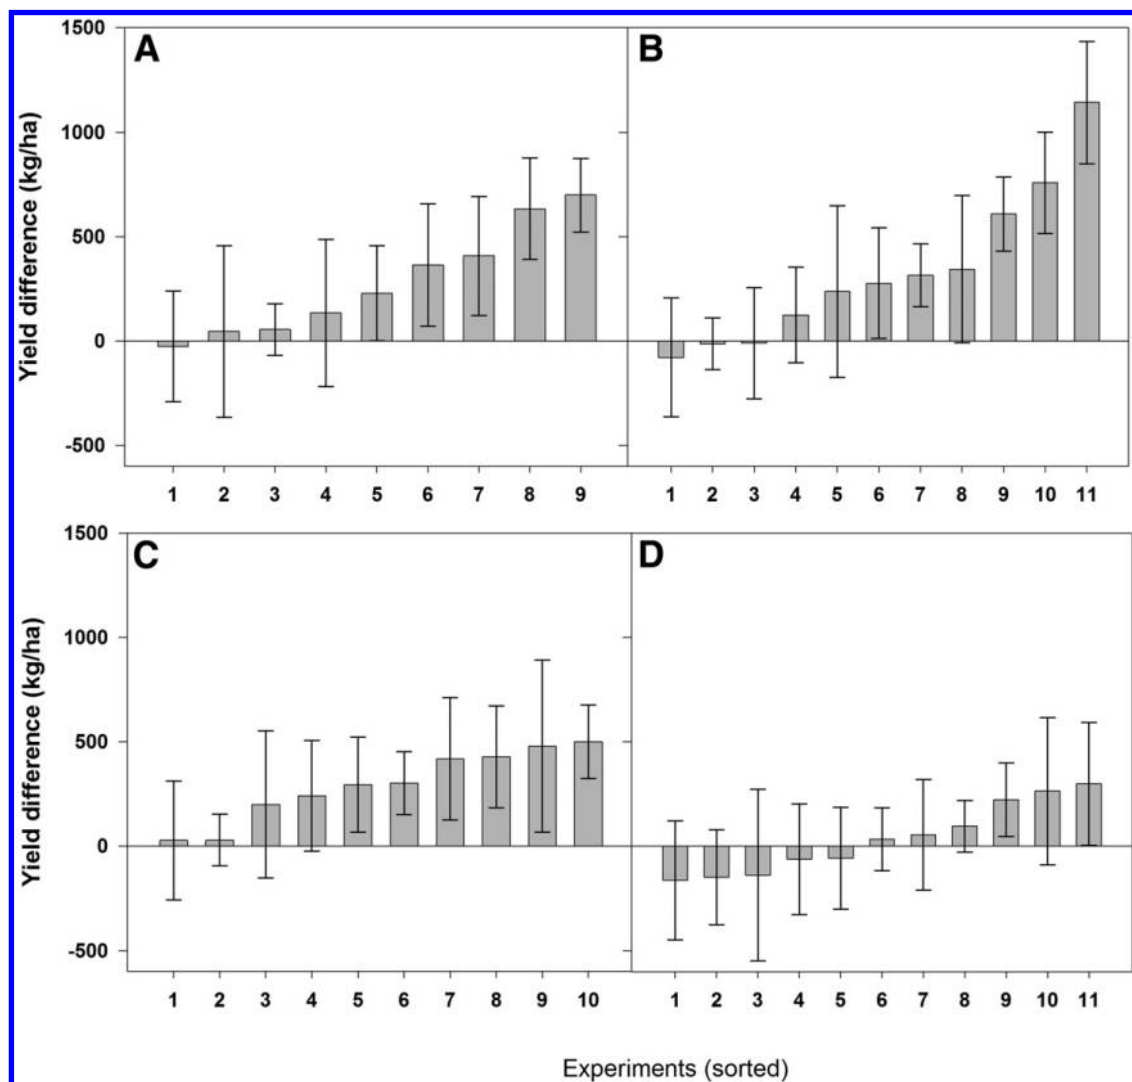 A B
Yield difference (kg/ha)
1500
1000
500
0
-500
1 2 3 4 5 6 7 8 9
1 2 3 4 5 6 7 8 9 10 11
C D
Yield difference (kg/ha)
1500
1000
500
0
-500
1 2 3 4 5 6 7 8 9 10
1 2 3 4 5 6 7 8 9 10 11
Experiments (sorted)